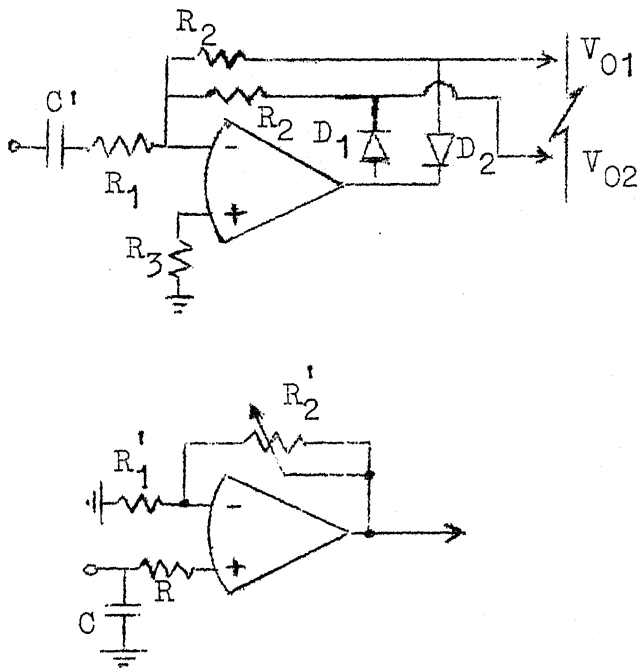 R2
V01
C'
R2
D1
D2
R1
-
+
V02
R3
R2'
R1'
-
+
R
C